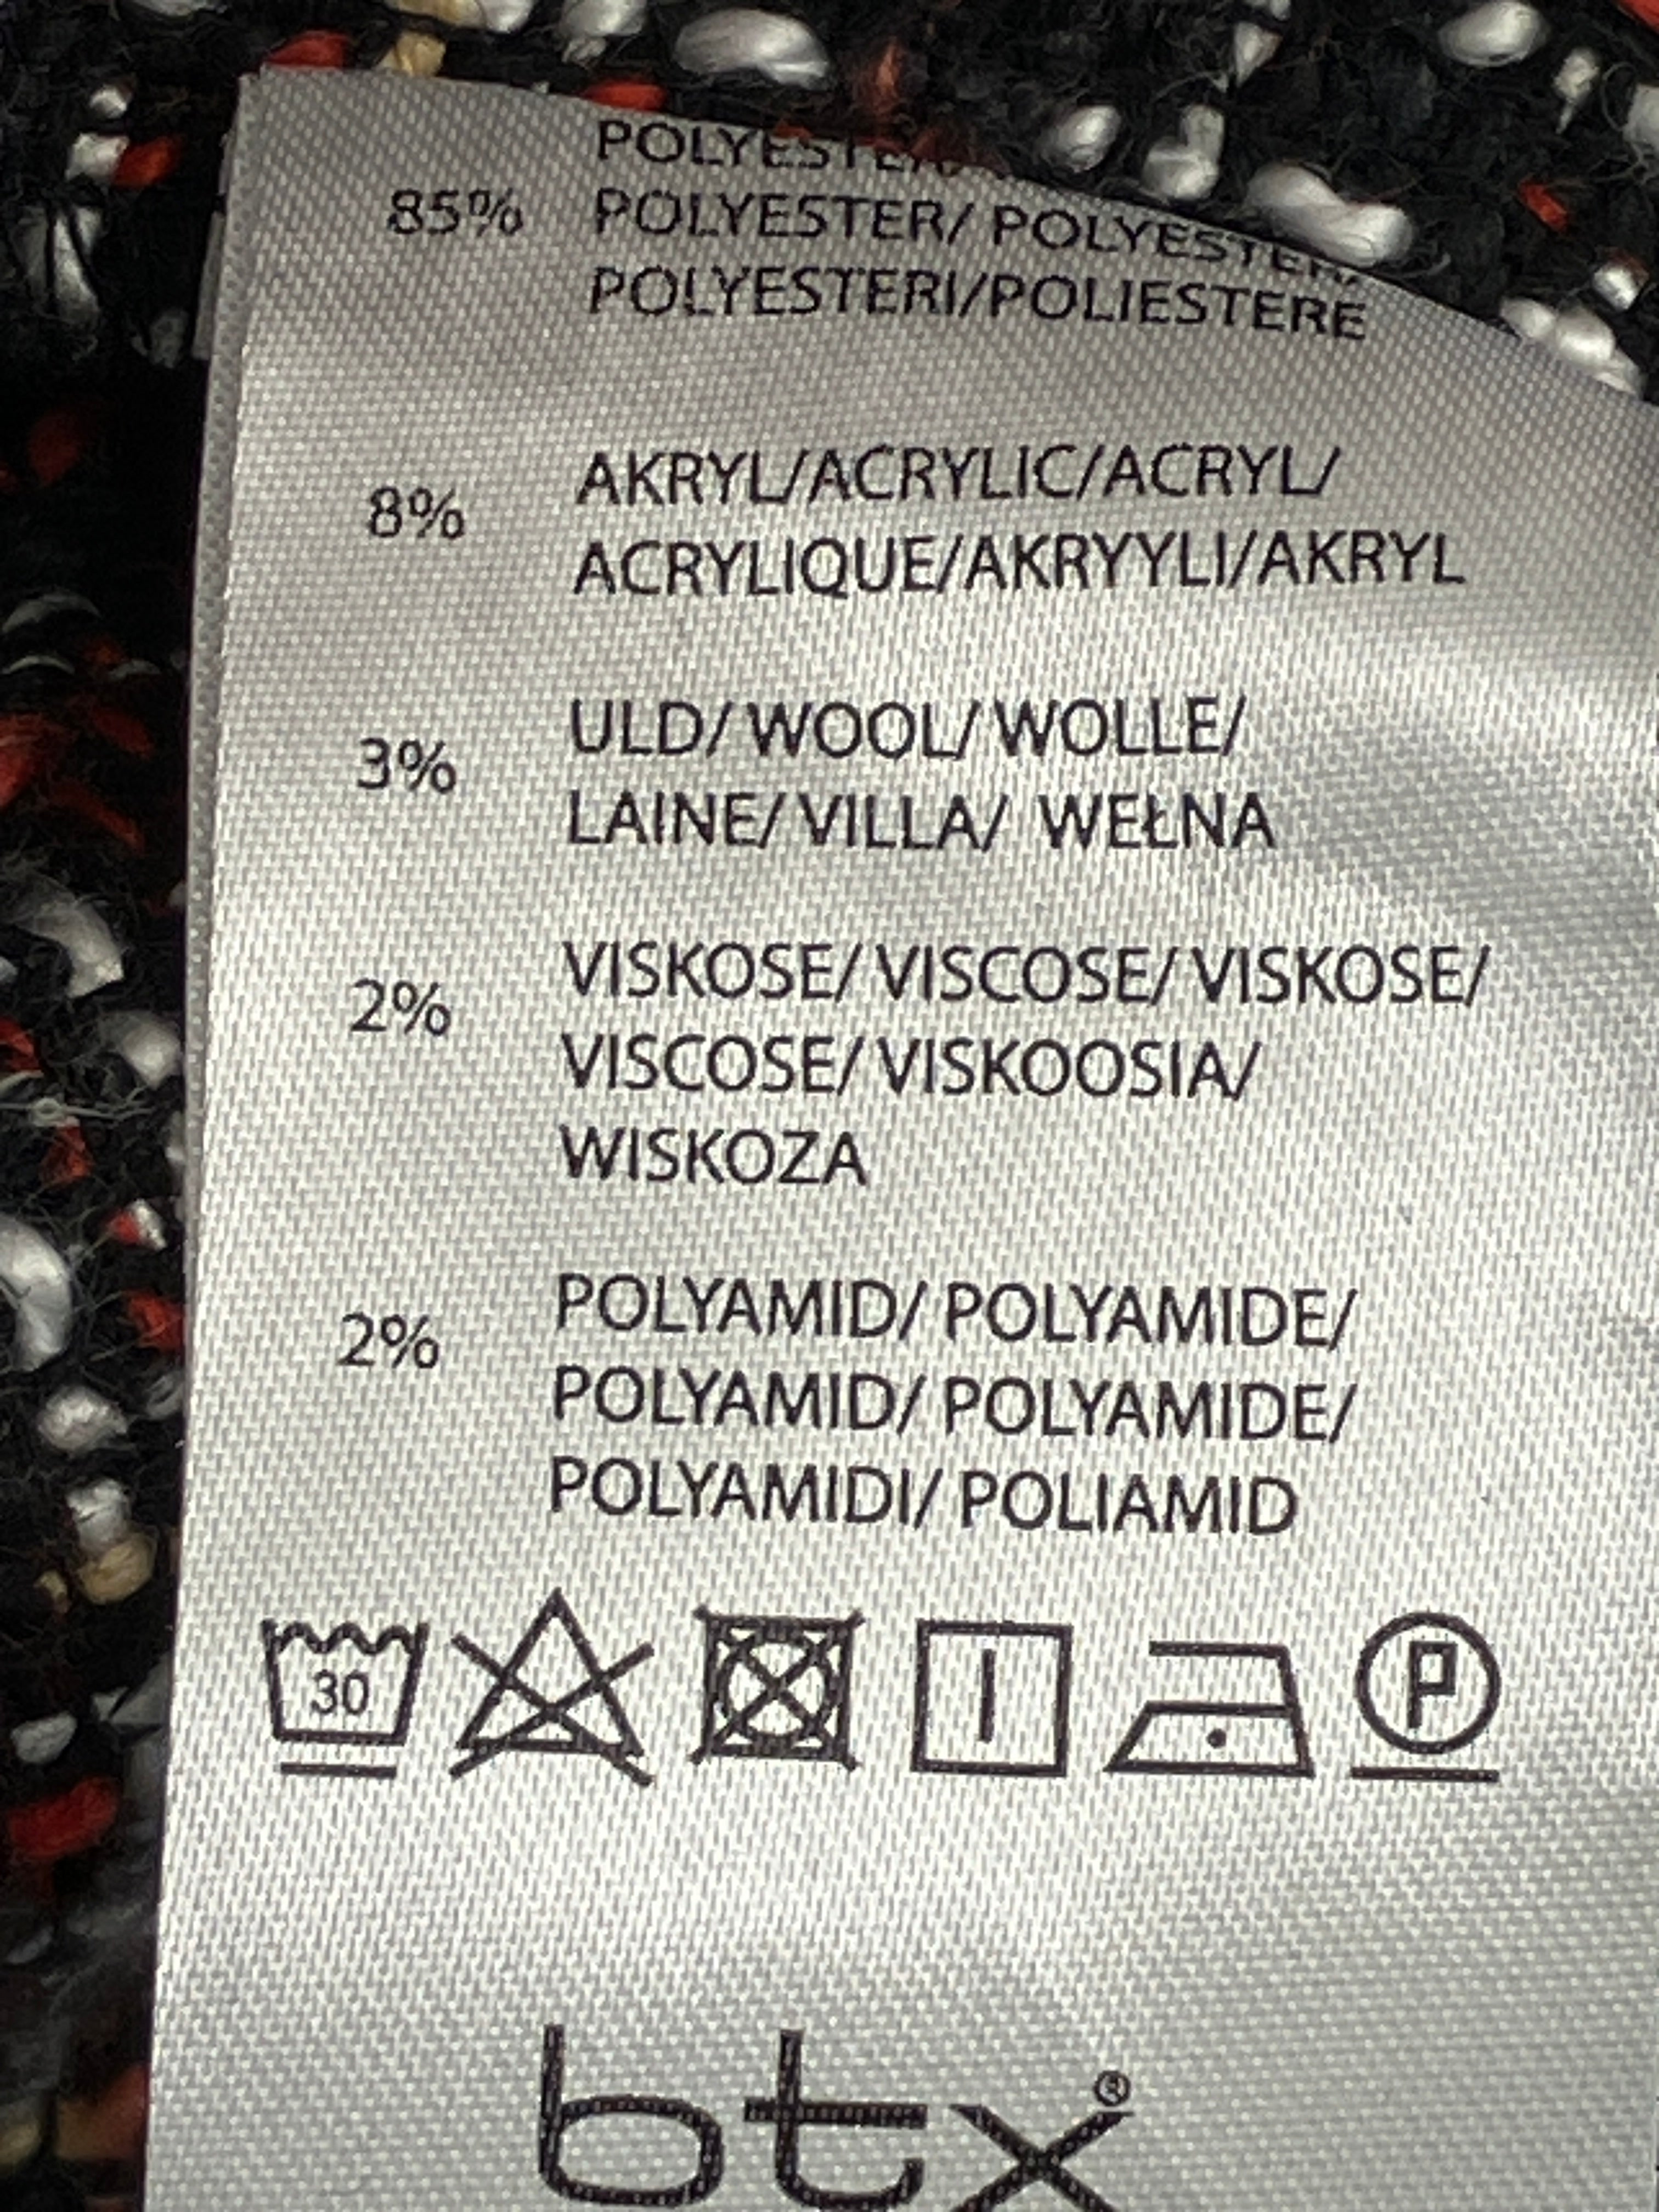 POLYESTER/
85% POLYESTER/ POLYESTER/
POLYESTERI/POLIESTERE
8% AKRYL/ACRYLIC/ACRYL/
ACRYLIQUE/AKRYYLI/AKRYL
3% ULD/ WOOL/ WOLLE/
LAINE/ VILLA/ WEŁNA
2% VISKOSE/ VISCOSE/ VISKOSE/
VISCOSE/ VISKOOSIA/
WISKOZA
2% POLYAMID/ POLYAMIDE/
POLYAMID/ POLYAMIDE/
POLYAMIDI/ POLIAMID
30 P
btx®